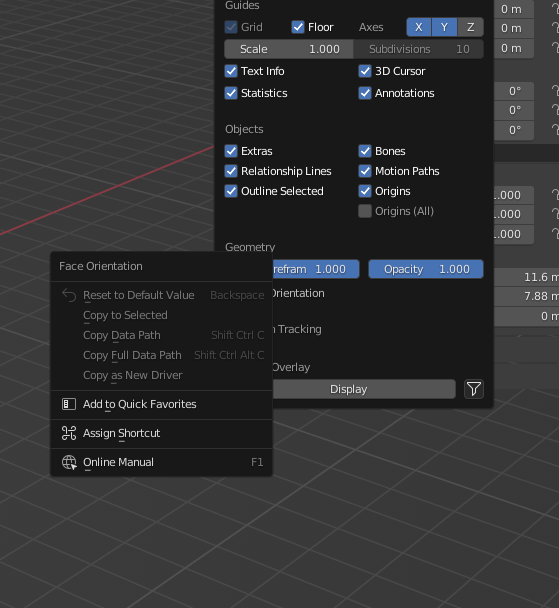 Guides
Grid Floor Axes X Y Z 0 m
Scale 1.000 Subdivisions 10 0 m
0 m
Text Info 3D Cursor
Statistics Annotations 0°
0°
Objects 0°
Extras Bones
Relationship Lines Motion Paths
Outline Selected Origins .000
Origins (All) .000
.000
Geometry
Face Orientation
refram 1.000 Opacity 1.000 11.6 m
Reset to Default Value Backspace Orientation 7.88 m
Copy to Selected 0 m
Copy Data Path Shift Ctrl C Tracking
Copy Full Data Path Shift Ctrl Alt C
Copy as New Driver Overlay
Display
Add to Quick Favorites
Assign Shortcut
Online Manual F1